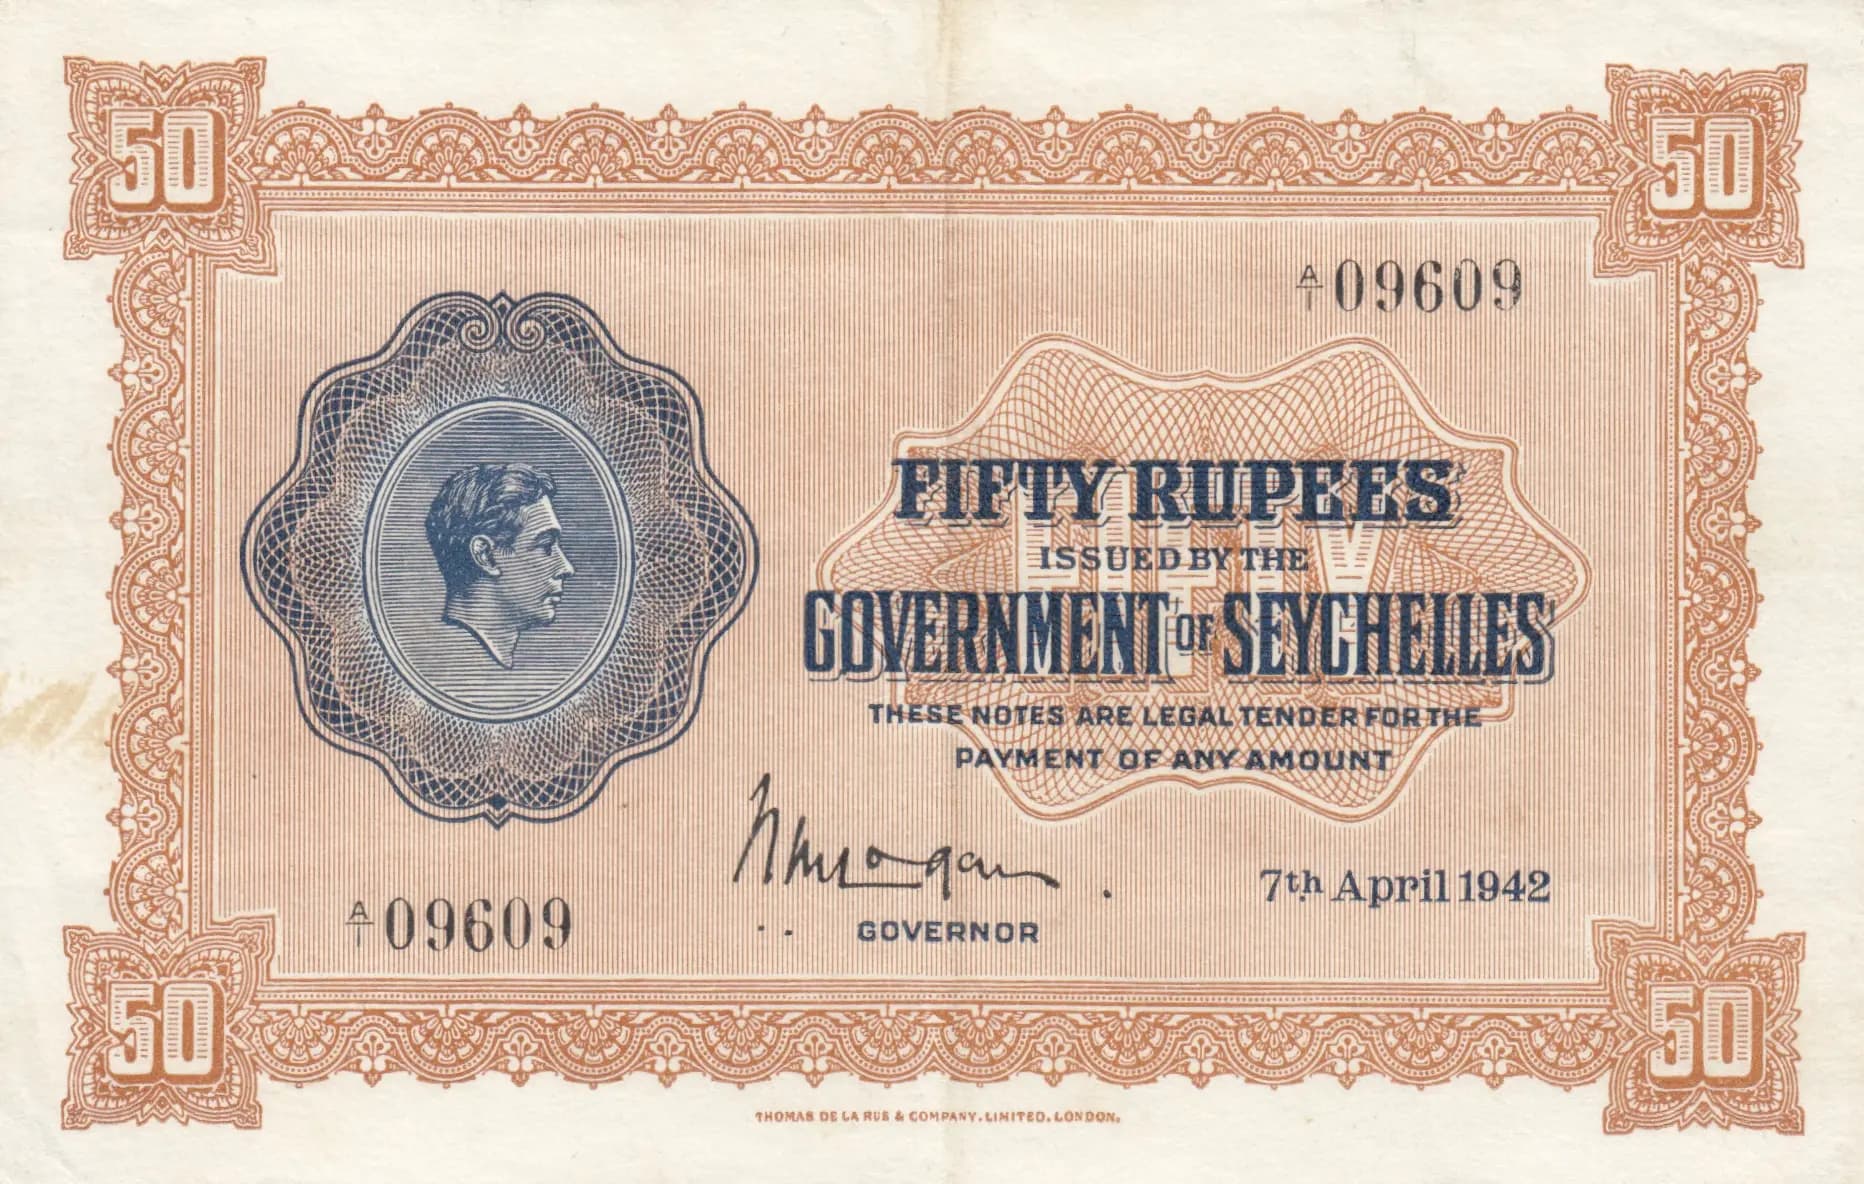 50 50
A/1 09609
FIFTY
FIFTY RUPEES
ISSUED BY THE
GOVERNMENT OF SEYCHELLES
THESE NOTES ARE LEGAL TENDER FOR THE
PAYMENT OF ANY AMOUNT
7th April 1942
A/1 09609
GOVERNOR
50 50
THOMAS DE LA RUE & COMPANY, LIMITED, LONDON.